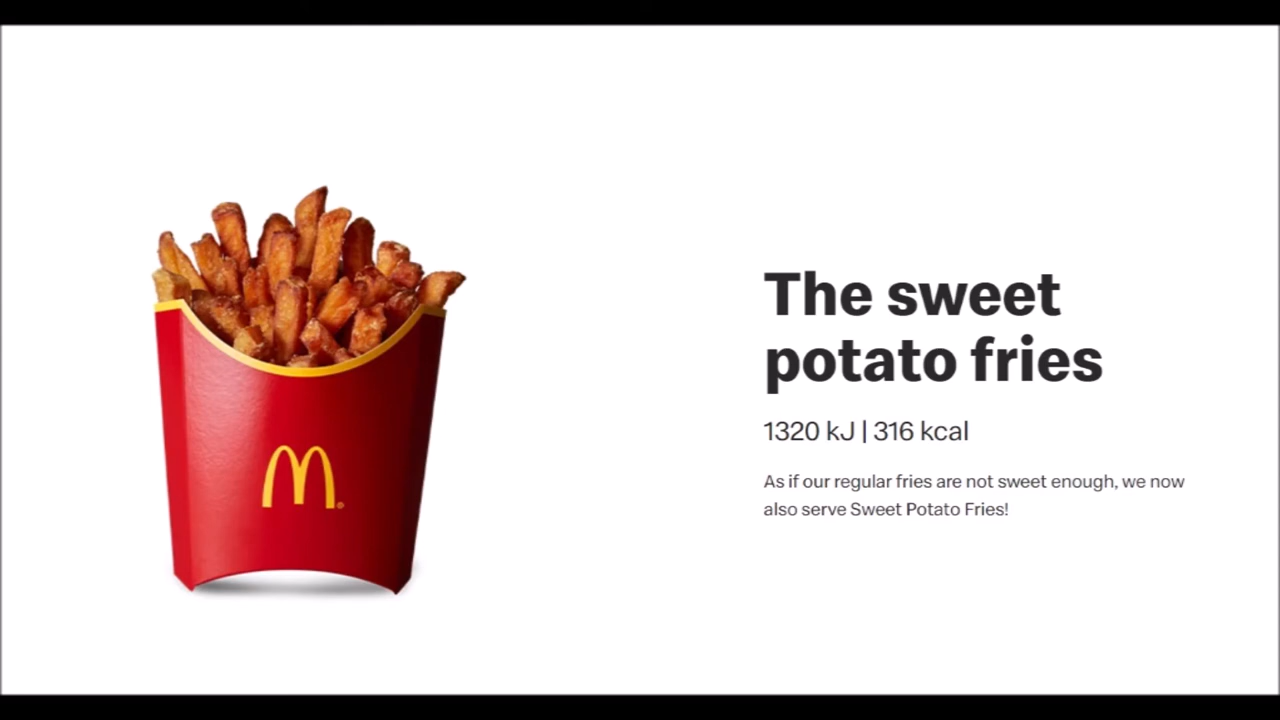 The sweet
potato fries
1320 kJ | 316 kcal
As if our regular fries are not sweet enough, we now
also serve Sweet Potato Fries!